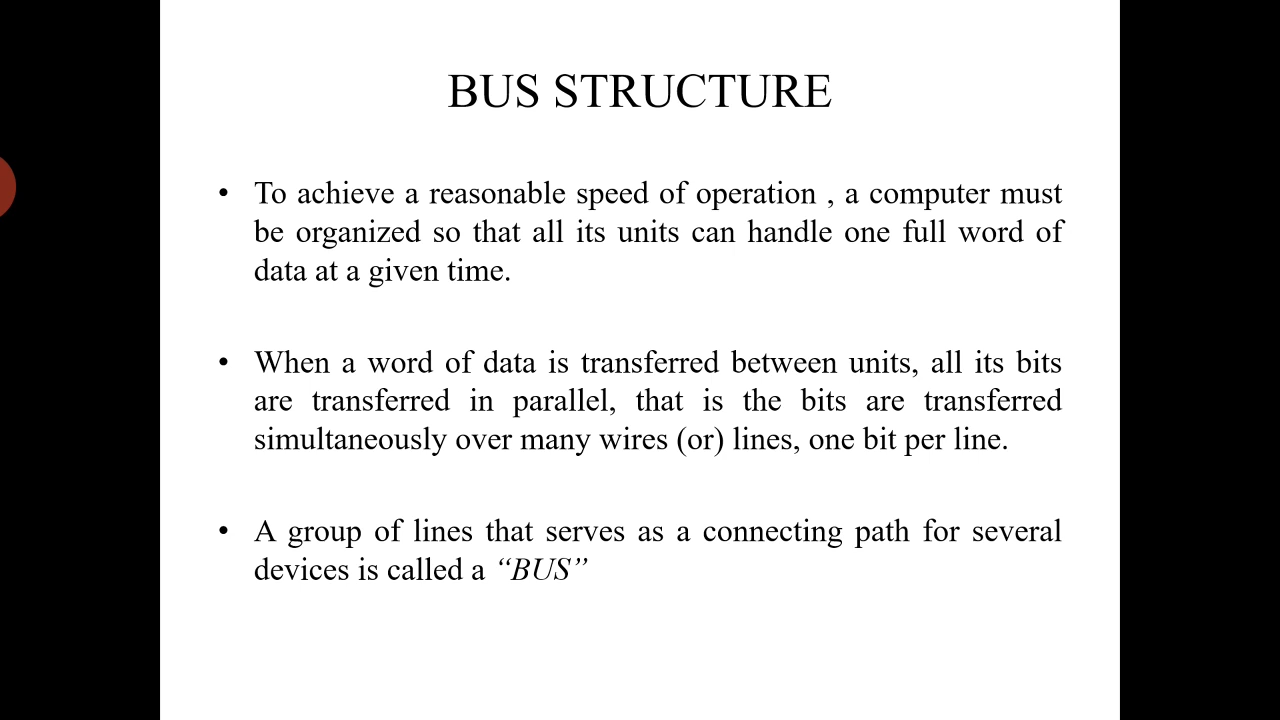 BUS STRUCTURE
• To achieve a reasonable speed of operation , a computer must
be organized so that all its units can handle one full word of
data at a given time.
• When a word of data is transferred between units, all its bits
are transferred in parallel, that is the bits are transferred
simultaneously over many wires (or) lines, one bit per line.
• A group of lines that serves as a connecting path for several
devices is called a “BUS”